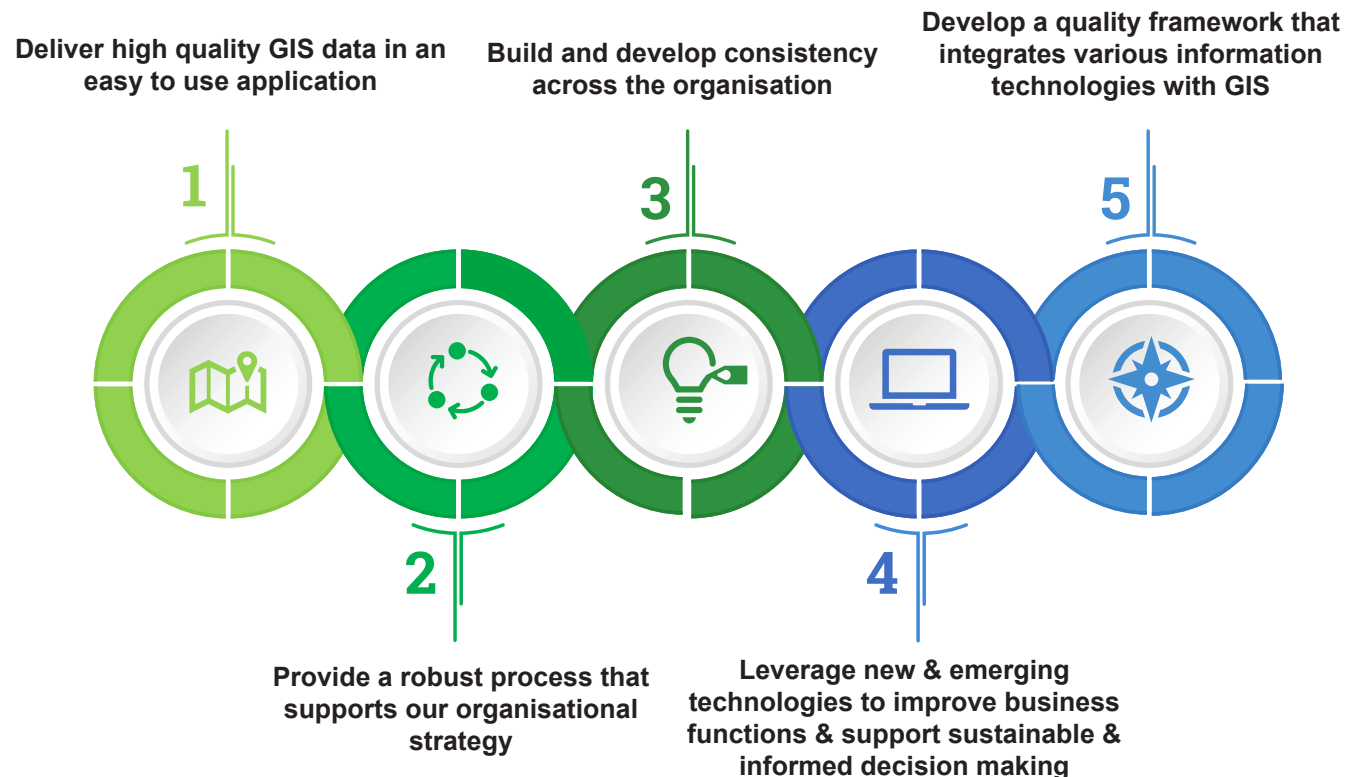 Deliver high quality GIS data in an
easy to use application
1
Provide a robust process that
supports our organisational
strategy
2
Build and develop consistency
across the organisation
3
Leverage new & emerging
technologies to improve business
functions & support sustainable &
informed decision making
4
Develop a quality framework that
integrates various information
technologies with GIS
5